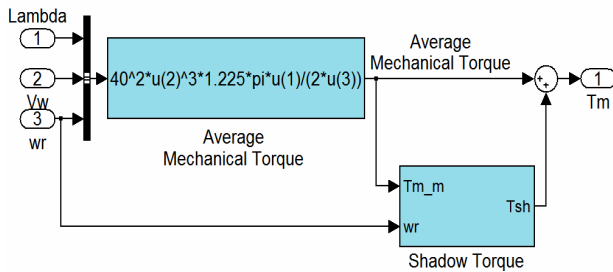 Lambda
1
2
Vw
3
wr
40^2*u(2)^3*1.225*pi*u(1)/(2*u(3))
Average
Mechanical Torque
Average
Mechanical Torque
+
+
1
Tm
Tm_m
wr
Tsh
Shadow Torque